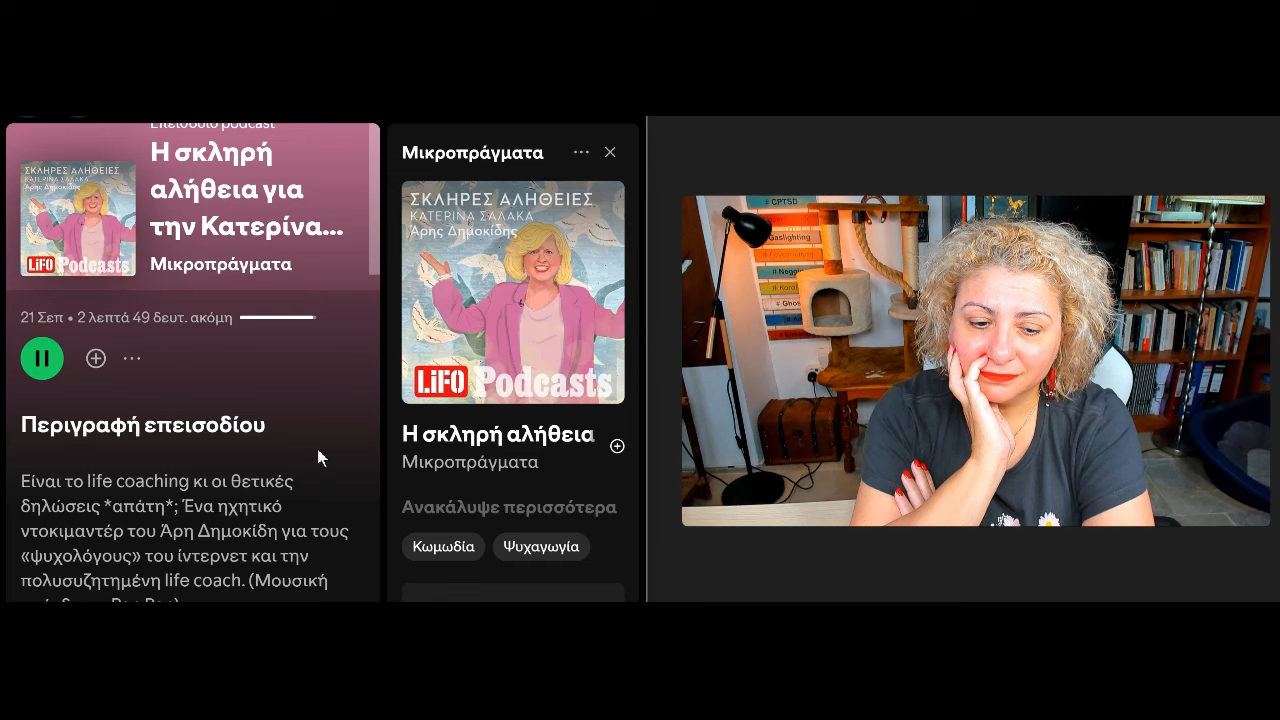 Επεισόδιο podcast
Η σκληρή
αλήθεια για
την Κατερίνα...
Μικροπράγματα
ΣΚΛΗΡΕΣ ΑΛΗΘΕΙΕΣ
ΚΑΤΕΡΙΝΑ ΣΑΛΑΚΑ
Άρης Δημοκίδης
LiFO Podcasts
21 Σεπ • 2 λεπτά 49 δευτ. ακόμη
Περιγραφή επεισοδίου
Είναι το life coaching κι οι θετικές
δηλώσεις *απάτη*; Ένα ηχητικό
ντοκιμαντέρ του Άρη Δημοκίδη για τους
«ψυχολόγους» του ίντερνετ και την
πολυσυζητημένη life coach. (Μουσική
Μικροπράγματα
ΣΚΛΗΡΕΣ ΑΛΗΘΕΙΕΣ
ΚΑΤΕΡΙΝΑ ΣΑΛΑΚΑ
Άρης Δημοκίδης
LiFO Podcasts
Η σκληρή αλήθεια
Μικροπράγματα
Ανακάλυψε περισσότερα
Κωμωδία
Ψυχαγωγία
# CPTSD
Gaslighting